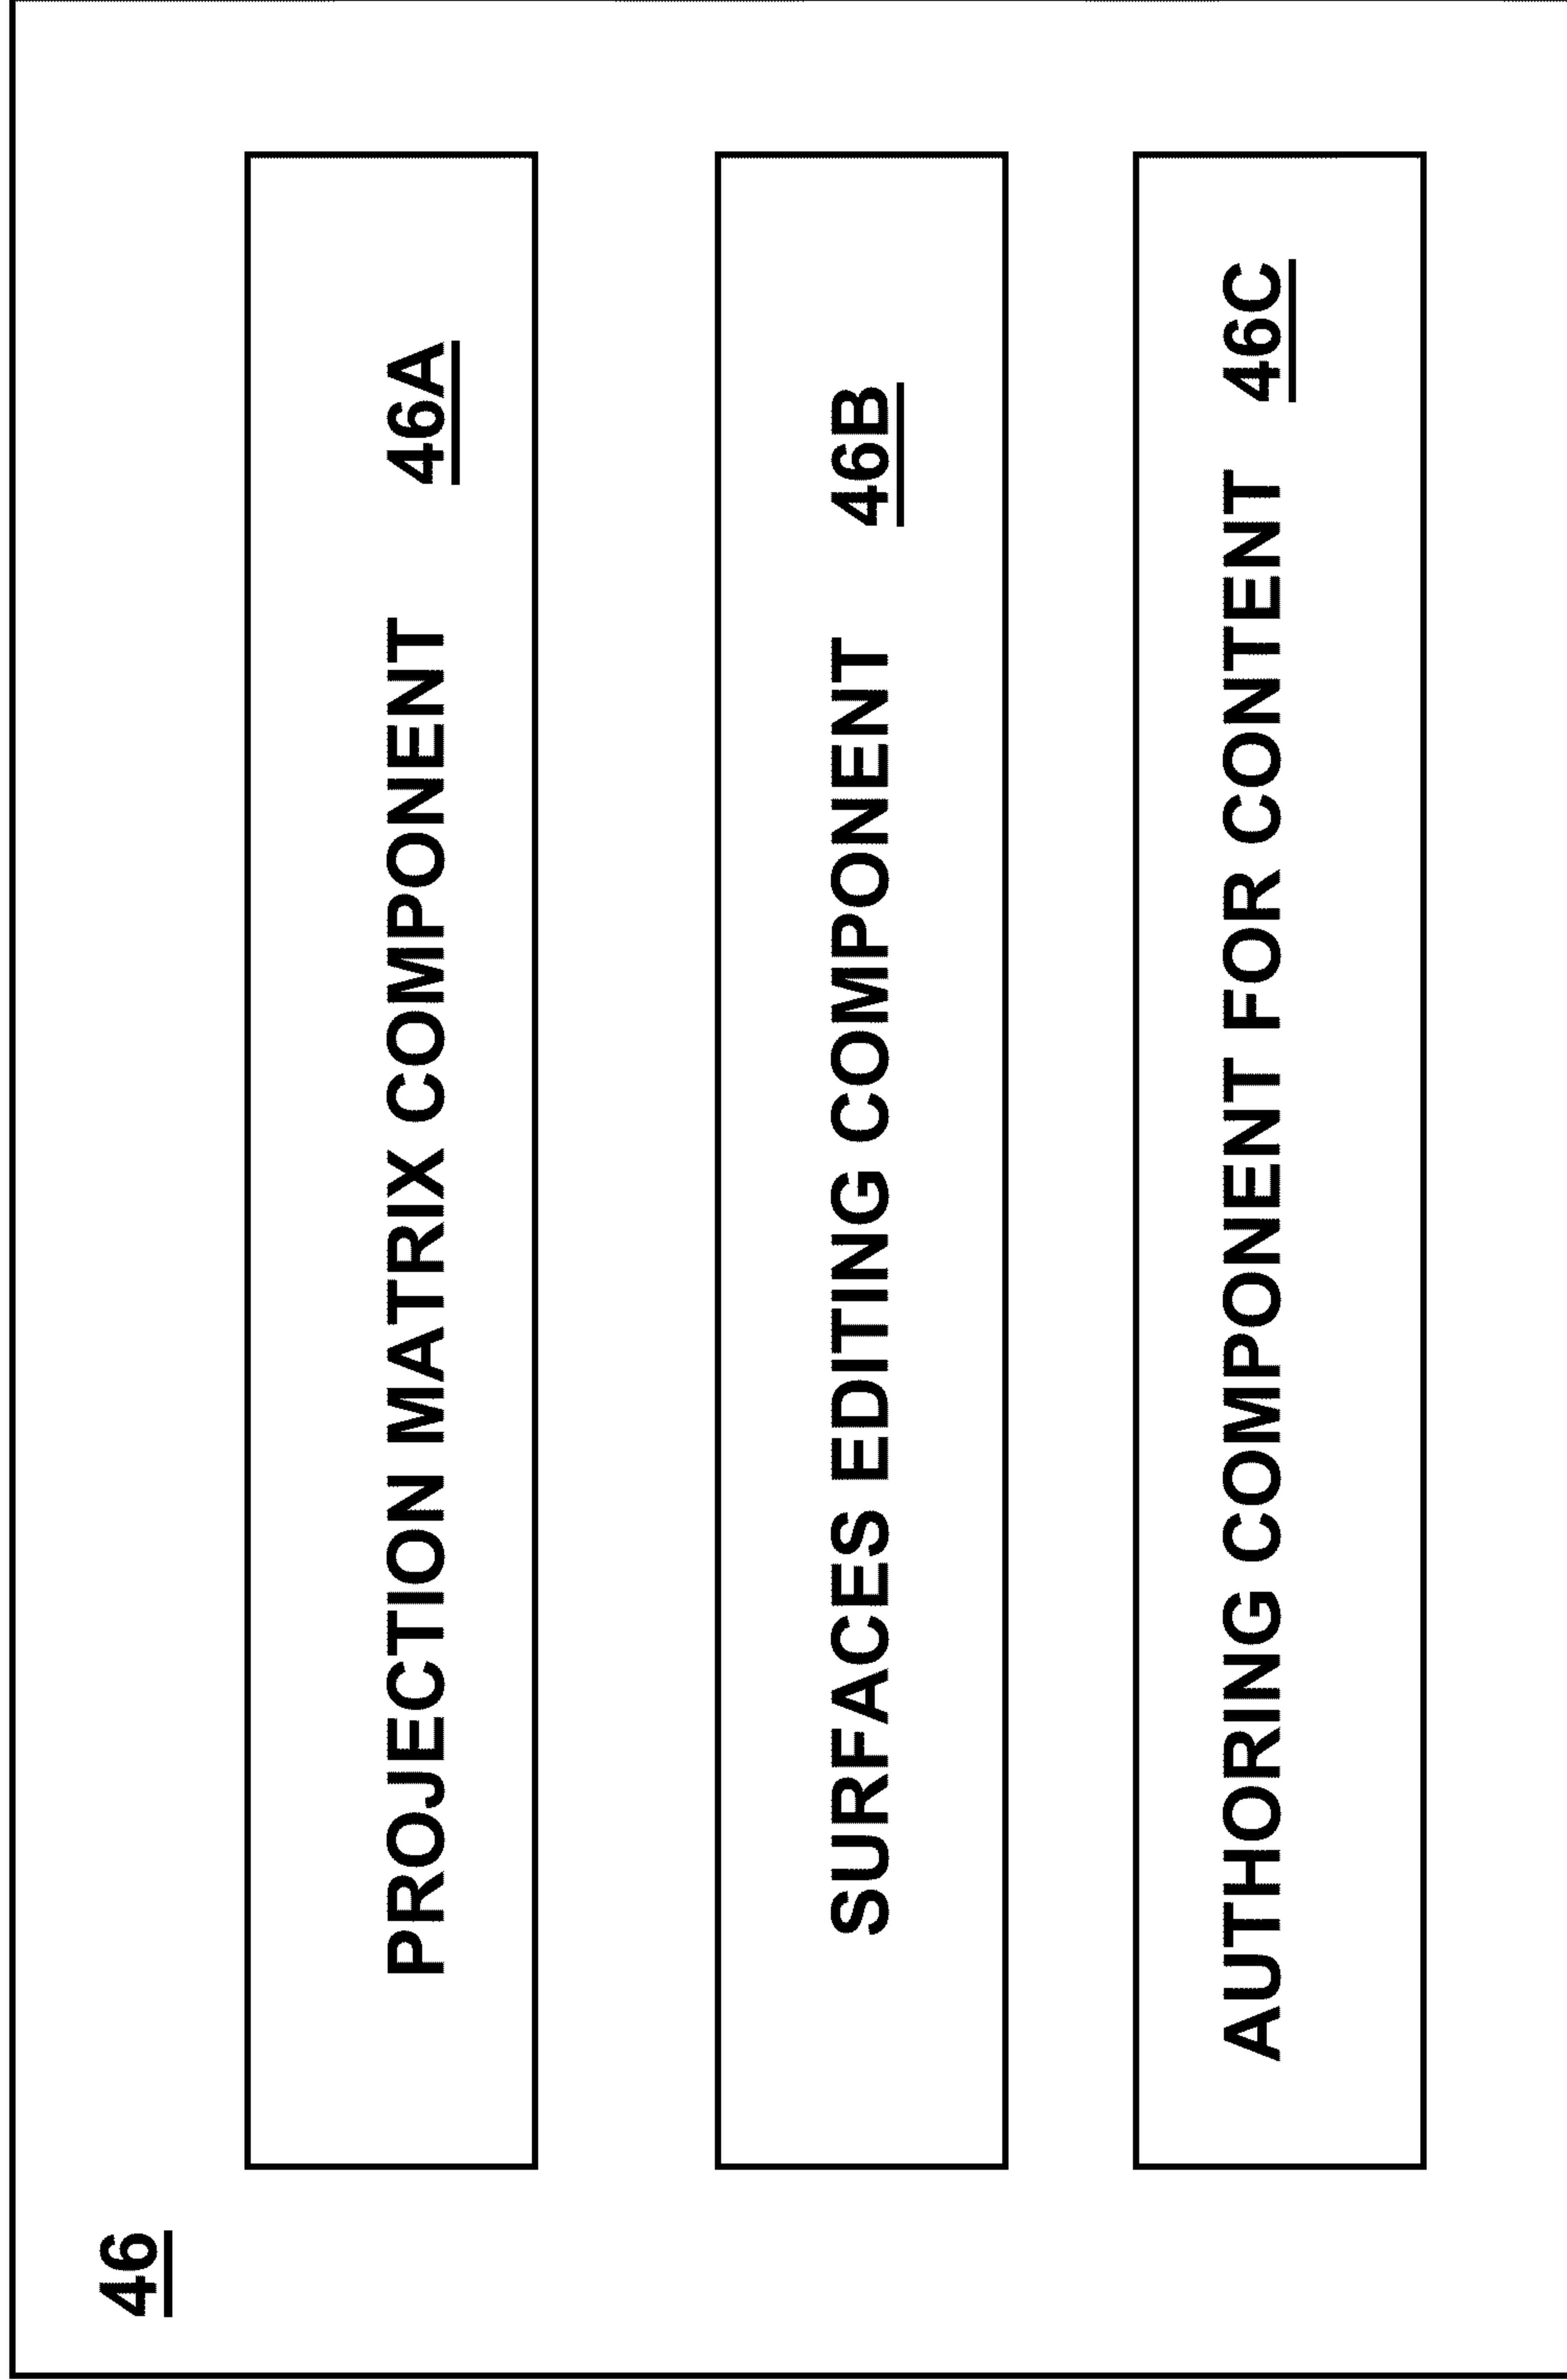 46
PROJECTION MATRIX COMPONENT 46A
SURFACES EDITING COMPONENT 46B
AUTHORING COMPONENT FOR CONTENT 46C